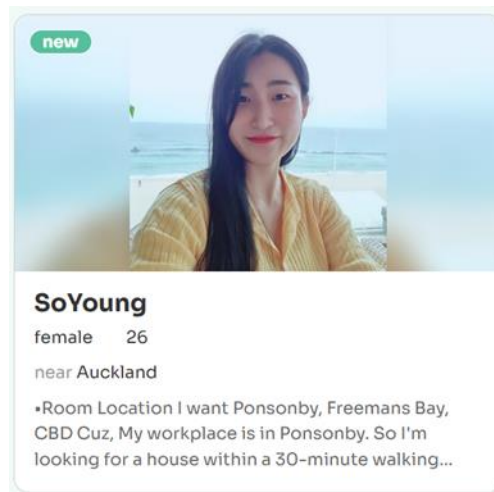 new
SoYoung
female 26
near Auckland
•Room Location I want Ponsonby, Freemans Bay,
CBD Cuz, My workplace is in Ponsonby. So I'm
looking for a house within a 30-minute walking...